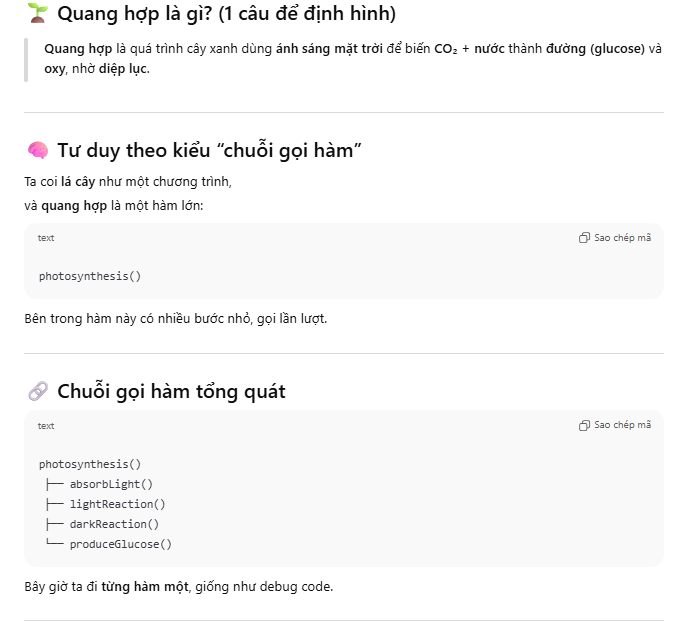 🌱 Quang hợp là gì? (1 câu để định hình)
Quang hợp là quá trình cây xanh dùng ánh sáng mặt trời để biến CO₂ + nước thành đường (glucose) và
oxy, nhờ diệp lục.
🧠 Tư duy theo kiểu “chuỗi gọi hàm”
Ta coi lá cây như một chương trình,
và quang hợp là một hàm lớn:
text
Sao chép mã
photosynthesis()
Bên trong hàm này có nhiều bước nhỏ, gọi lần lượt.
🔗 Chuỗi gọi hàm tổng quát
text
Sao chép mã
photosynthesis()
├── absorbLight()
├── lightReaction()
├── darkReaction()
└── produceGlucose()
Bây giờ ta đi từng hàm một, giống như debug code.